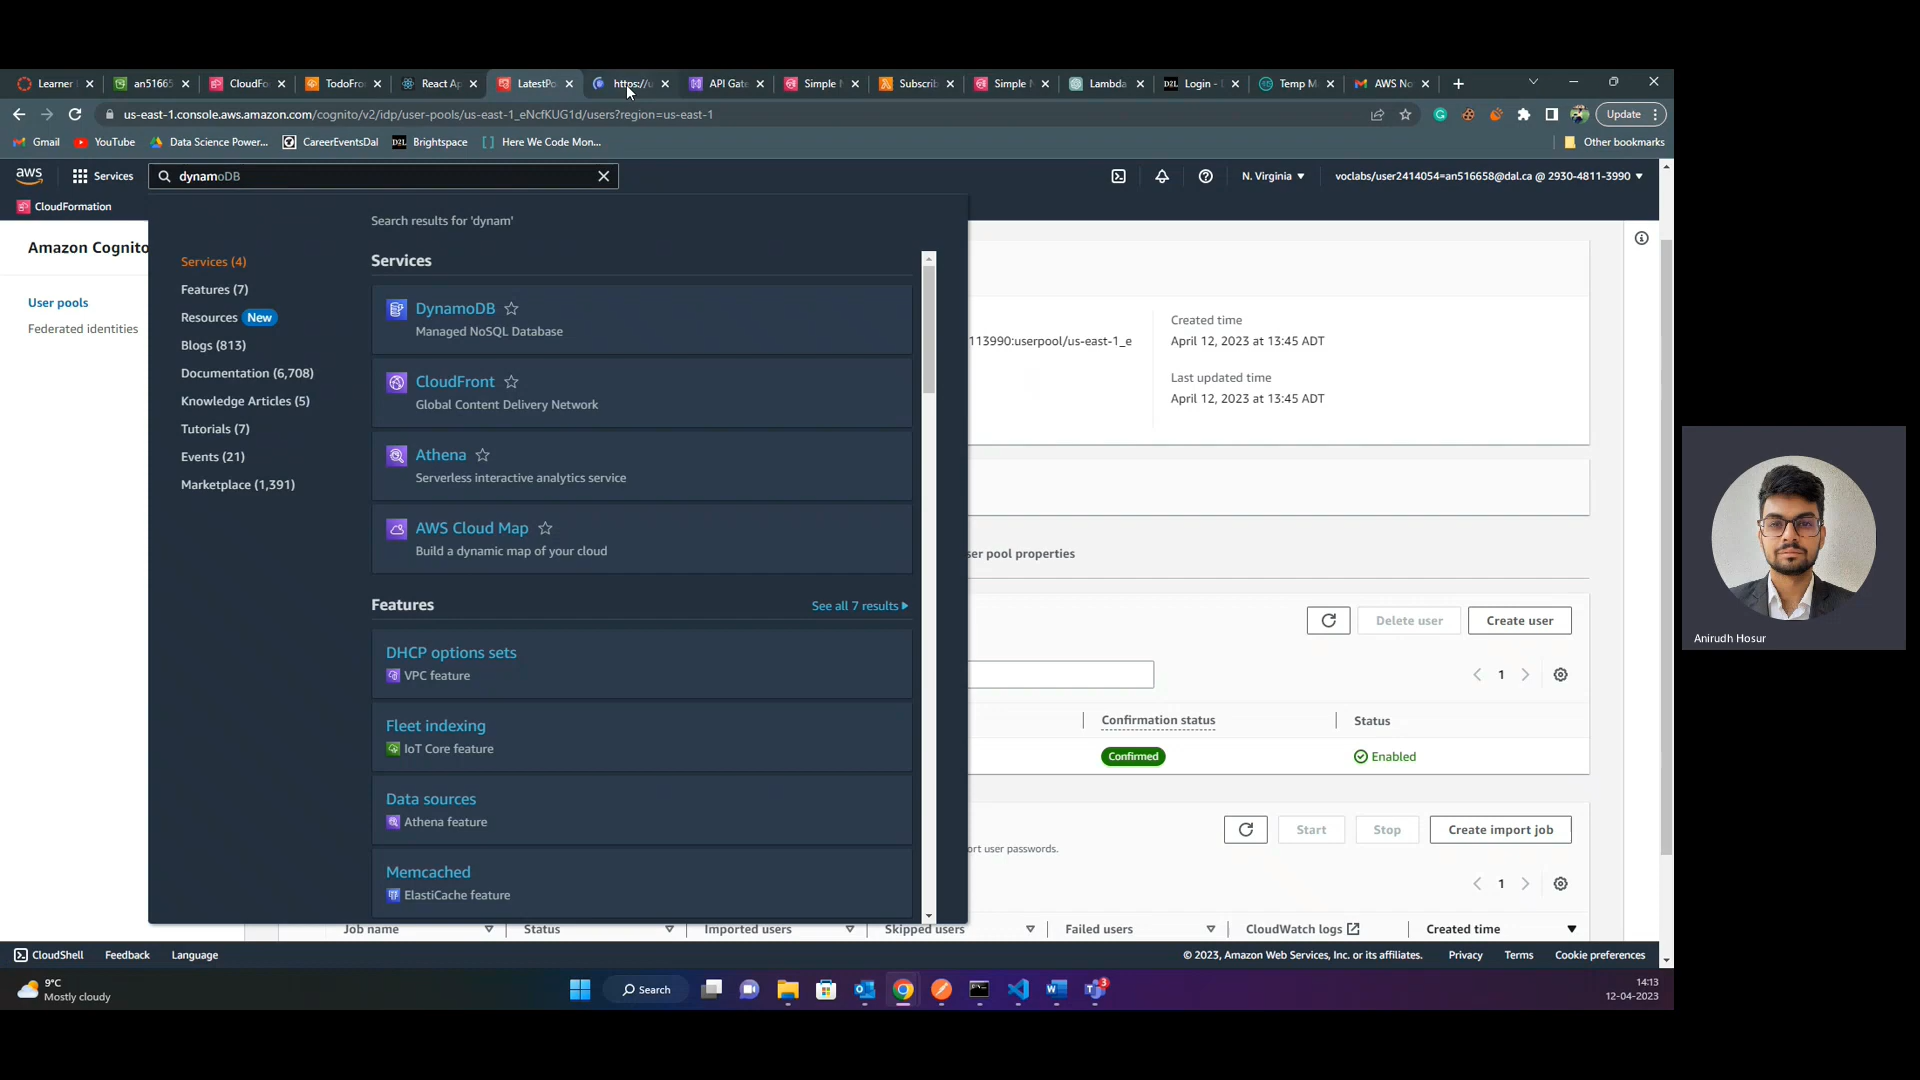 Learner
an5166
CloudFo
TodoFro
React Ap
LatestPo
https://u
API Gate
Simple
Subscrib
Simple
Lambda
Login -
Temp M
AWS No
us-east-1.console.aws.amazon.com/cognito/v2/idp/user-pools/us-east-1_eNcfKUG1d/users?region=us-east-1
Update
Gmail
YouTube
Data Science Power...
CareerEventsDal
Brightspace
Here We Code Mon...
Other bookmarks
aws
Services
dynamoDB
N. Virginia
voclabs/user2414054=an516658@dal.ca @ 2930-4811-3990
CloudFormation
Amazon Cognito
User pools
Federated identities
Search results for 'dynam'
Services (4)
Features (7)
Resources New
Blogs (813)
Documentation (6,708)
Knowledge Articles (5)
Tutorials (7)
Events (21)
Marketplace (1,391)
Services
DynamoDB
Managed NoSQL Database
CloudFront
Global Content Delivery Network
Athena
Serverless interactive analytics service
AWS Cloud Map
Build a dynamic map of your cloud
Features
See all 7 results
DHCP options sets
VPC feature
Fleet indexing
IoT Core feature
Data sources
Athena feature
Memcached
ElastiCache feature
113990:userpool/us-east-1_e
Created time
April 12, 2023 at 13:45 ADT
Last updated time
April 12, 2023 at 13:45 ADT
ser pool properties
Delete user
Create user
1
Confirmation status
Status
Confirmed
Enabled
Start
Stop
Create import job
ort user passwords.
1
Job name
Status
Imported users
Skipped users
Failed users
CloudWatch logs
Created time
CloudShell
Feedback
Language
© 2023, Amazon Web Services, Inc. or its affiliates.
Privacy
Terms
Cookie preferences
9°C
Mostly cloudy
Search
3
14:13
12-04-2023
Anirudh Hosur